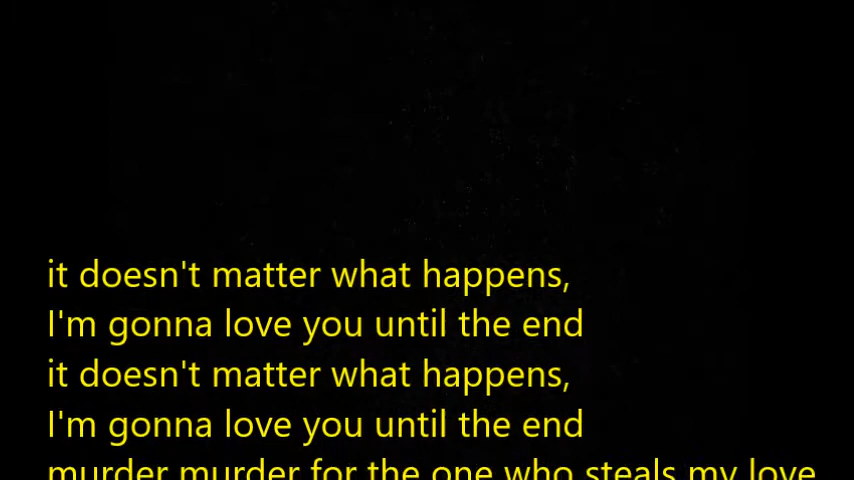 it doesn't matter what happens,
I'm gonna love you until the end
it doesn't matter what happens,
I'm gonna love you until the end
murder murder for the one who steals my love